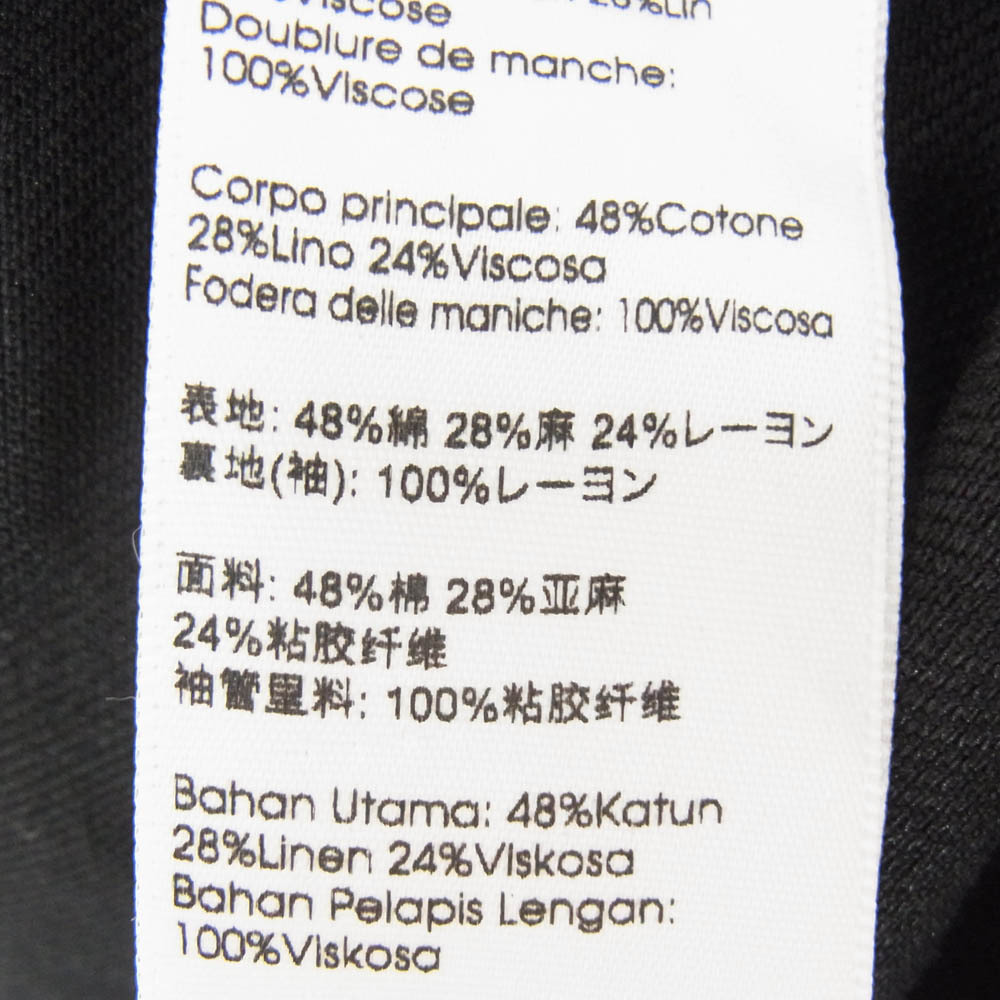 Viscose
Doublure de manche:
100%Viscose
Corpo principale: 48%Cotone
28%Lino 24%Viscosa
Fodera delle maniche: 100%Viscosa
表地: 48%綿 28%麻 24%レーヨン
裏地(袖): 100%レーヨン
面料: 48%棉 28%亚麻
24%粘胶纤维
袖管里料: 100%粘胶纤维
Bahan Utama: 48%Katun
28%Linen 24%Viskosa
Bahan Pelapis Lengan:
100%Viskosa